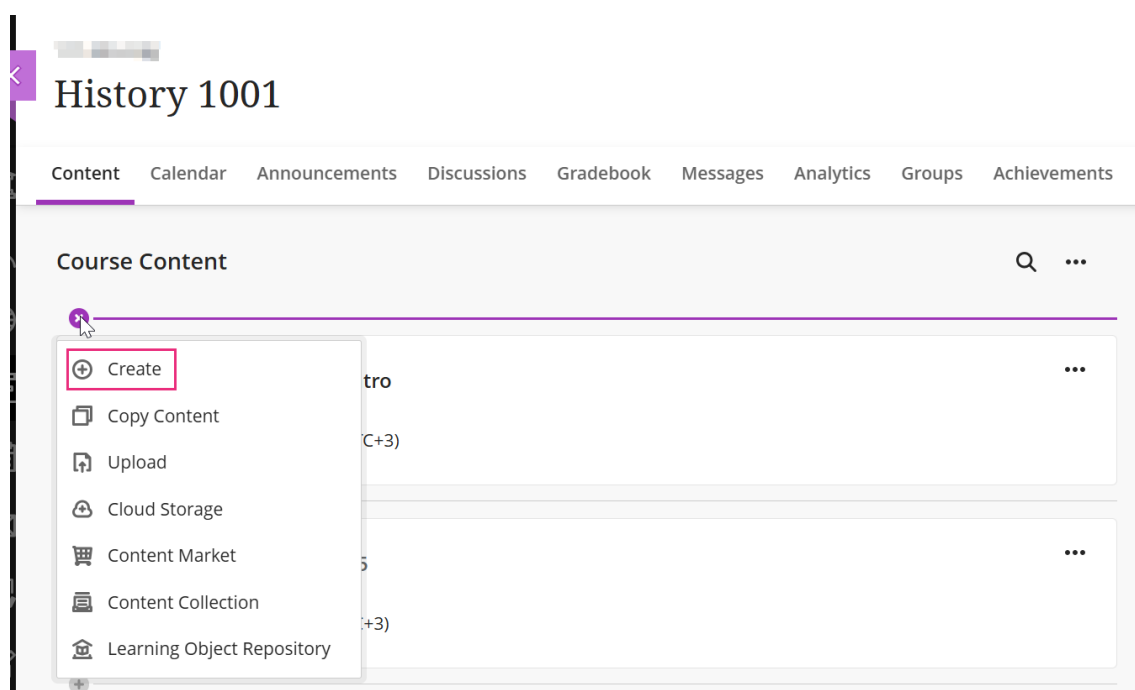 History 1001
Content Calendar Announcements Discussions Gradebook Messages Analytics Groups Achievements
Course Content
Create
tro
Copy Content
C+3)
Upload
Cloud Storage
Content Market
Content Collection
+3)
Learning Object Repository